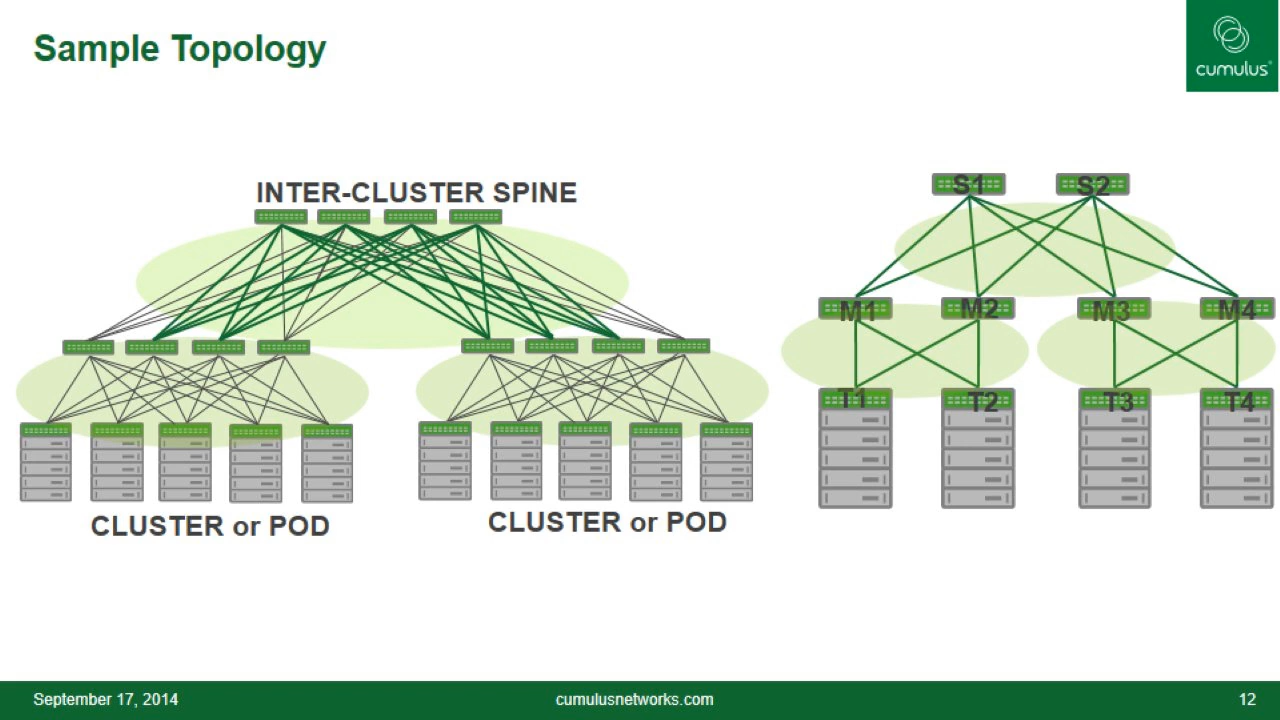 Sample Topology
cumulus
INTER-CLUSTER SPINE
S1 S2
M1 M2 M3 M4
T1 T2 T3 T4
CLUSTER or POD
CLUSTER or POD
September 17, 2014
cumulusnetworks.com
12